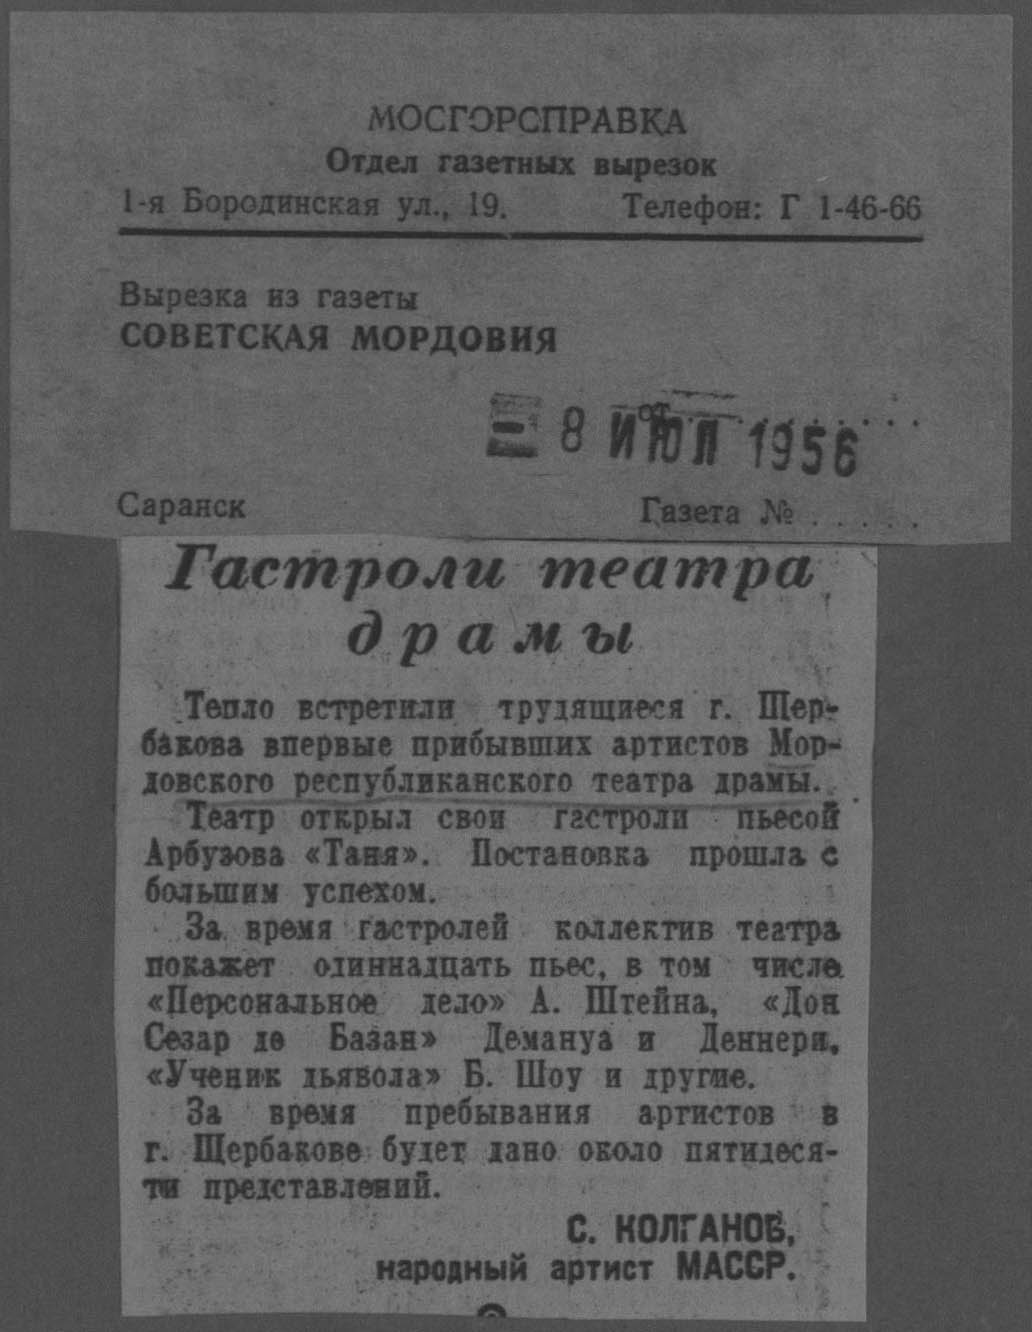 МОСГОРСПРАВКА
Отдел газетных вырезок
1-я Бородинская ул., 19. Телефон: Г 1-46-66
Вырезка из газеты
СОВЕТСКАЯ МОРДОВИЯ
от . . . . . . . .
8 ИЮЛ 1956
Саранск Газета № . . . . .
Гастроли театра
драмы
Тепло встретили трудящиеся г. Щер-
бакова впервые прибывших артистов Мор-
довского республиканского театра драмы.
Театр открыл свои гастроли пьесой
Арбузова «Таня». Постановка прошла с
большим успехом.
За время гастролей коллектив театра
покажет одиннадцать пьес, в том числе
«Персональное дело» А. Штейна, «Дон
Сезар де Базан» Демануа и Деннери,
«Ученик дьявола» Б. Шоу и другие.
За время пребывания артистов в
г. Щербакове будет дано около пятидеся-
ти представлений.
С. КОЛГАНОВ,
народный артист МАССР.